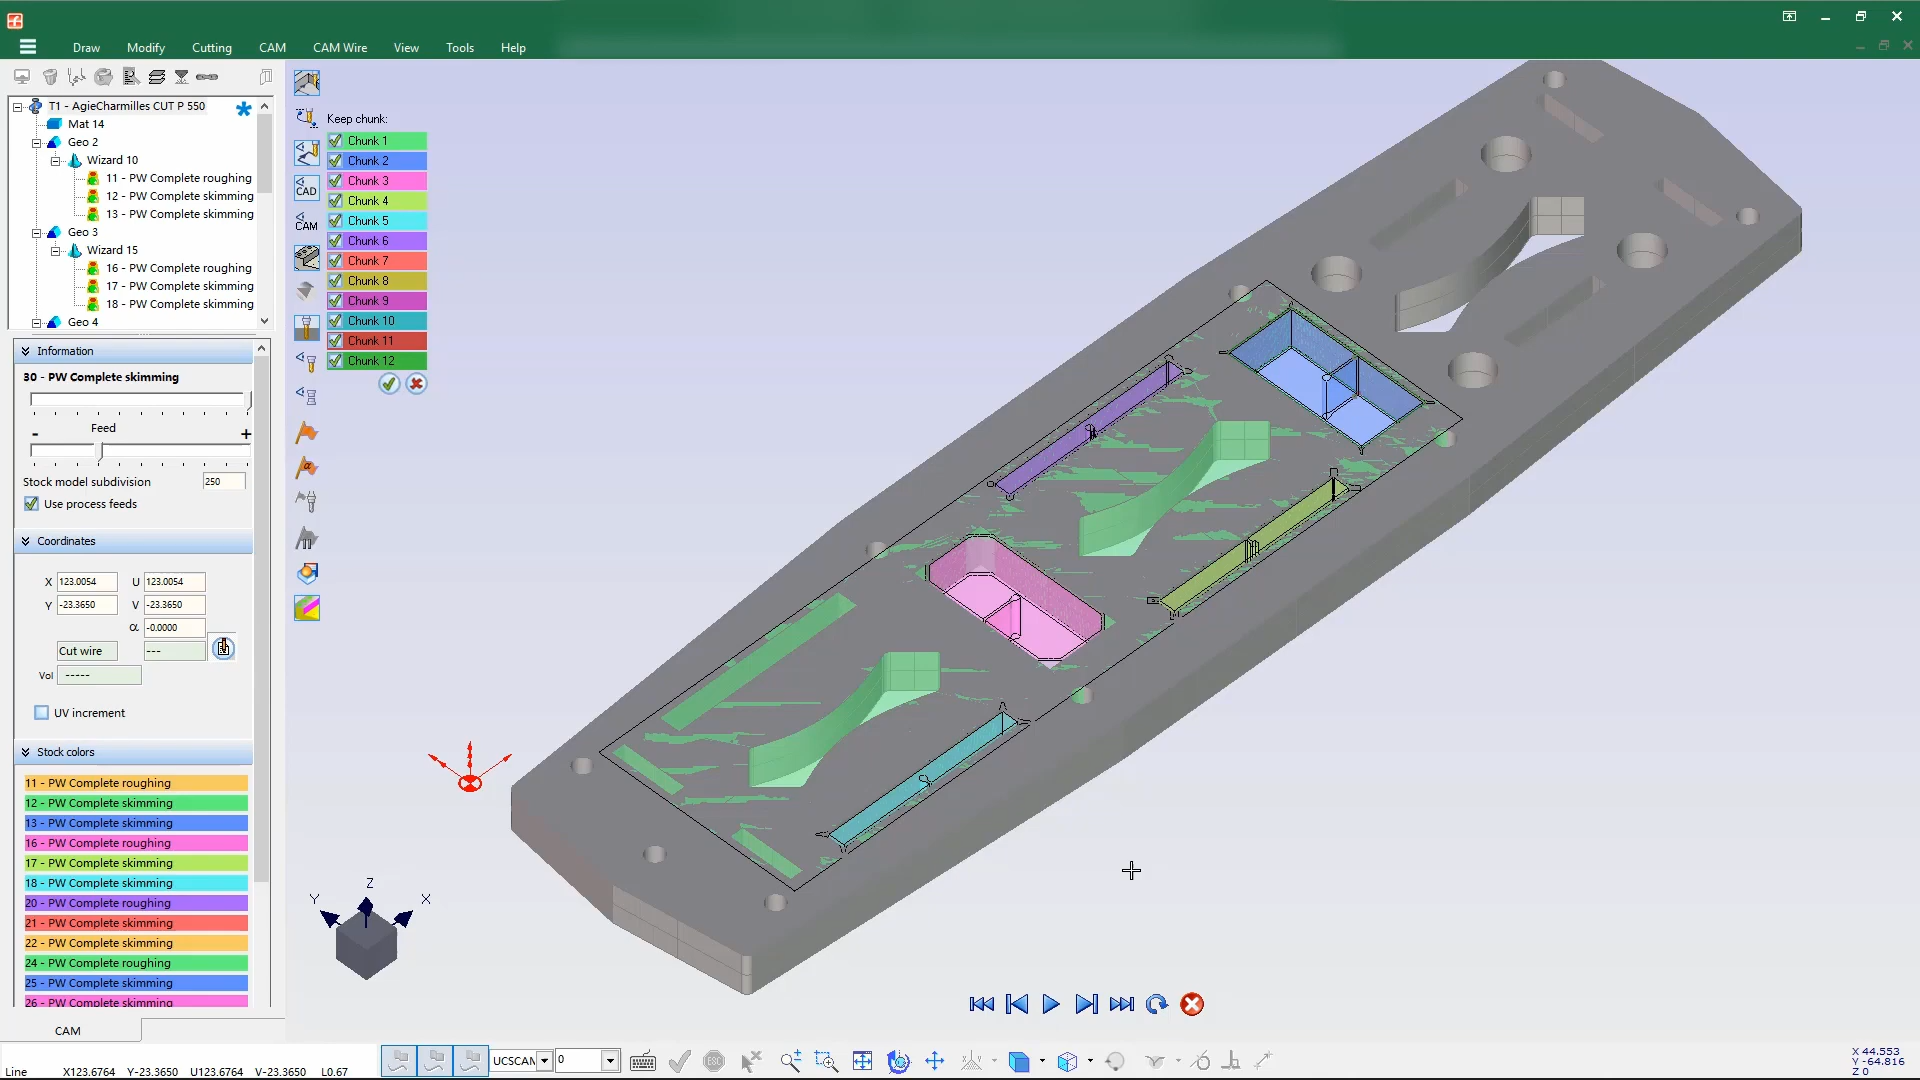 Draw Modify Cutting CAM CAM Wire View Tools Help
T1 - AgieCharmilles CUT P 550
Mat 14
Geo 2
Wizard 10
11 - PW Complete roughing
12 - PW Complete skimming
13 - PW Complete skimming
Geo 3
Wizard 15
16 - PW Complete roughing
17 - PW Complete skimming
18 - PW Complete skimming
Geo 4
Information
30 - PW Complete skimming
- Feed +
Stock model subdivision 250
Use process feeds
Coordinates
X 123.0054 U 123.0054
Y -23.3650 V -23.3650
α -0.0000
Cut wire ---
Vol -----
UV increment
Stock colors
11 - PW Complete roughing
12 - PW Complete skimming
13 - PW Complete skimming
16 - PW Complete roughing
17 - PW Complete skimming
18 - PW Complete skimming
20 - PW Complete roughing
21 - PW Complete skimming
22 - PW Complete skimming
24 - PW Complete roughing
25 - PW Complete skimming
26 - PW Complete skimming
CAM
CAD
CAM
Keep chunk:
Chunk 1
Chunk 2
Chunk 3
Chunk 4
Chunk 5
Chunk 6
Chunk 7
Chunk 8
Chunk 9
Chunk 10
Chunk 11
Chunk 12
Y Z X
Line X123.6764 Y-23.3650 U123.6764 V-23.3650 L0.67
UCSCAM 0 ESC
X 44.553
Y -64.816
Z 0